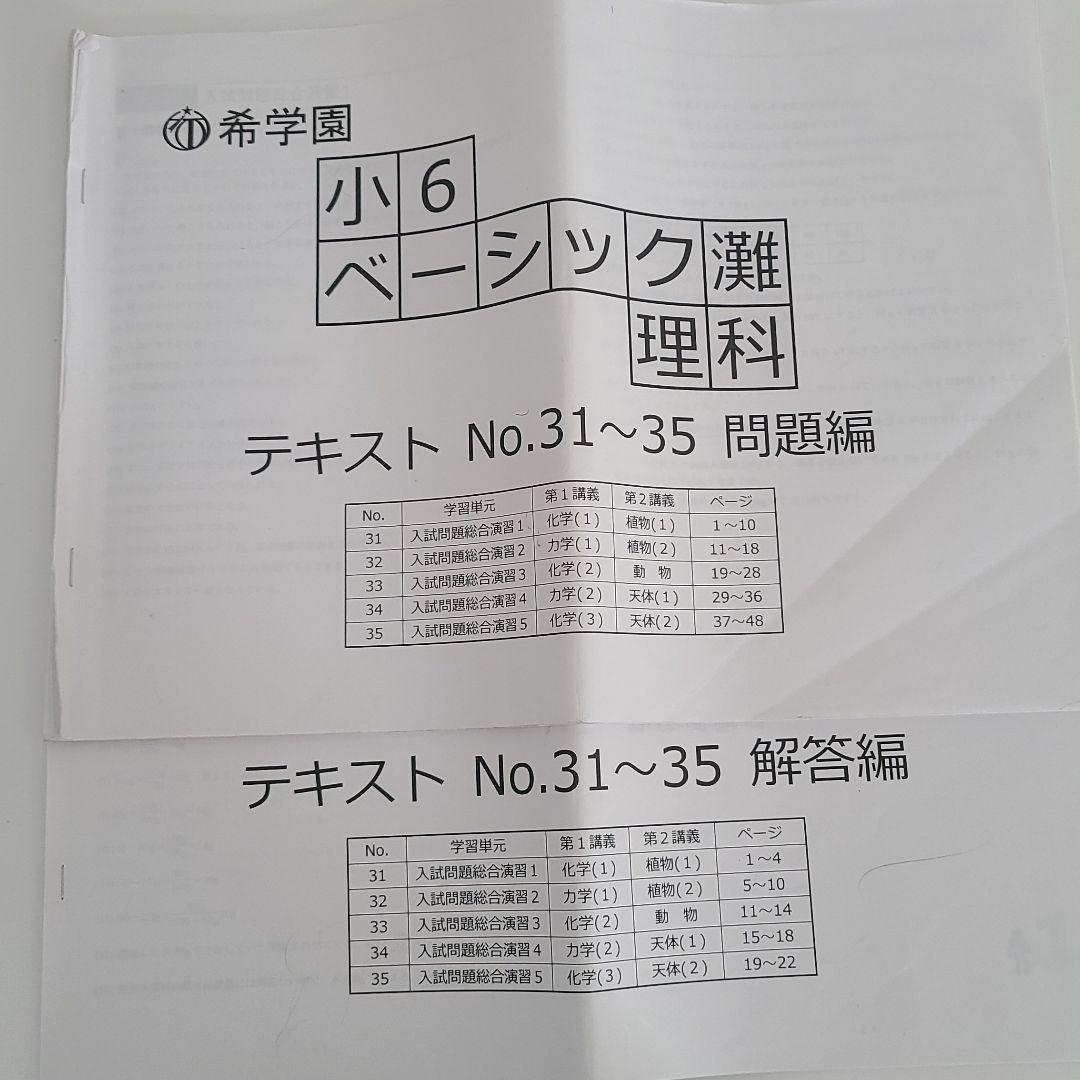 希学園
小6
ベーシック灘
理科
テキスト No.31～35 問題編
No. 学習単元 第1講義 第2講義 ページ
31 入試問題総合演習1 化学(1) 植物(1) 1～10
32 入試問題総合演習2 力学(1) 植物(2) 11～18
33 入試問題総合演習3 化学(2) 動 物 19～28
34 入試問題総合演習4 力学(2) 天体(1) 29～36
35 入試問題総合演習5 化学(3) 天体(2) 37～48
テキスト No.31～35 解答編
No. 学習単元 第1講義 第2講義 ページ
31 入試問題総合演習1 化学(1) 植物(1) 1～4
32 入試問題総合演習2 力学(1) 植物(2) 5～10
33 入試問題総合演習3 化学(2) 動 物 11～14
34 入試問題総合演習4 力学(2) 天体(1) 15～18
35 入試問題総合演習5 化学(3) 天体(2) 19～22